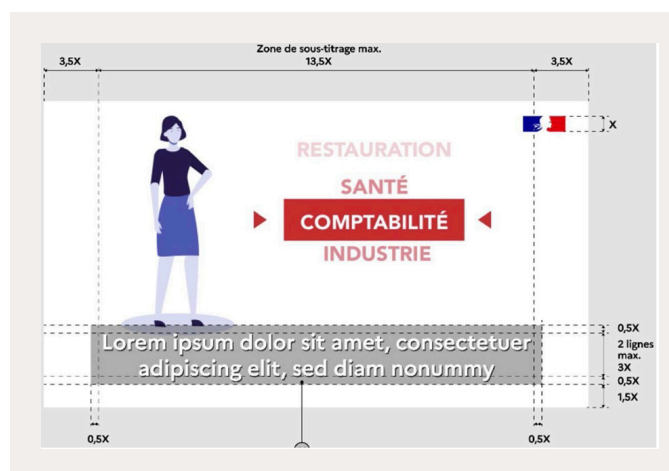 Zone de sous-titrage max.
3,5X 13,5X 3,5X
X
RESTAURATION
SANTÉ
COMPTABILITÉ
INDUSTRIE
Lorem ipsum dolor sit amet, consectetuer
adipiscing elit, sed diam nonummy
0,5X
2 lignes
max.
3X
0,5X
1,5X
0,5X 0,5X